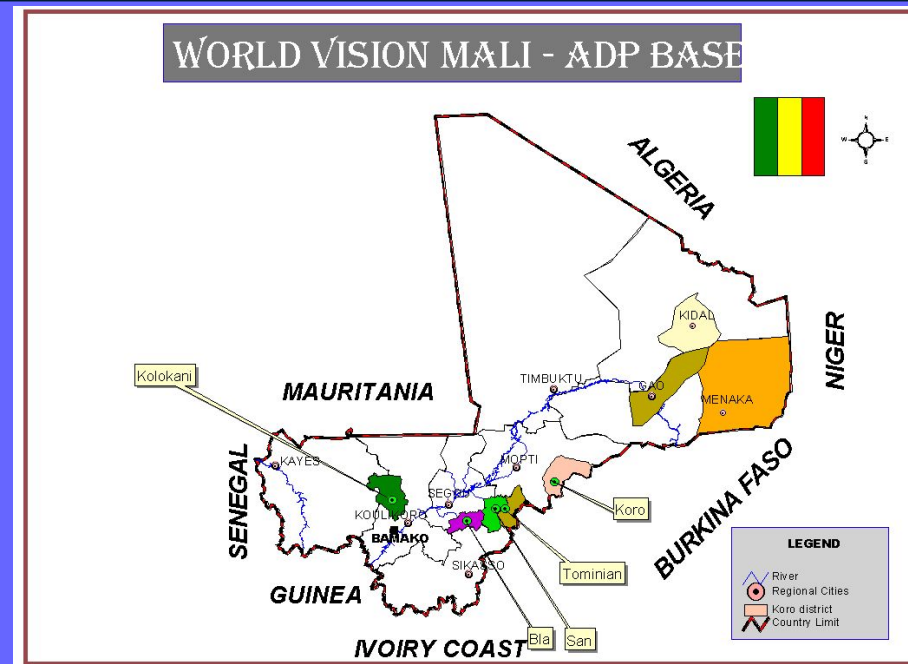 WORLD VISION MALI - ADP BASE
ALGERIA
N
W E
S
KIDAL
NIGER
Kolokani
MAURITANIA
TIMBUKTU
GAO
MENAKA
SENEGAL
KAYES
MOPTI
SEGOU
KOULIKORO
BAMAKO
Koro
BURKINA FASO
SIKASSO
Tominian
GUINEA
Bla
San
IVOIRY COAST
LEGEND
River
Regional Cities
Koro district
Country Limit